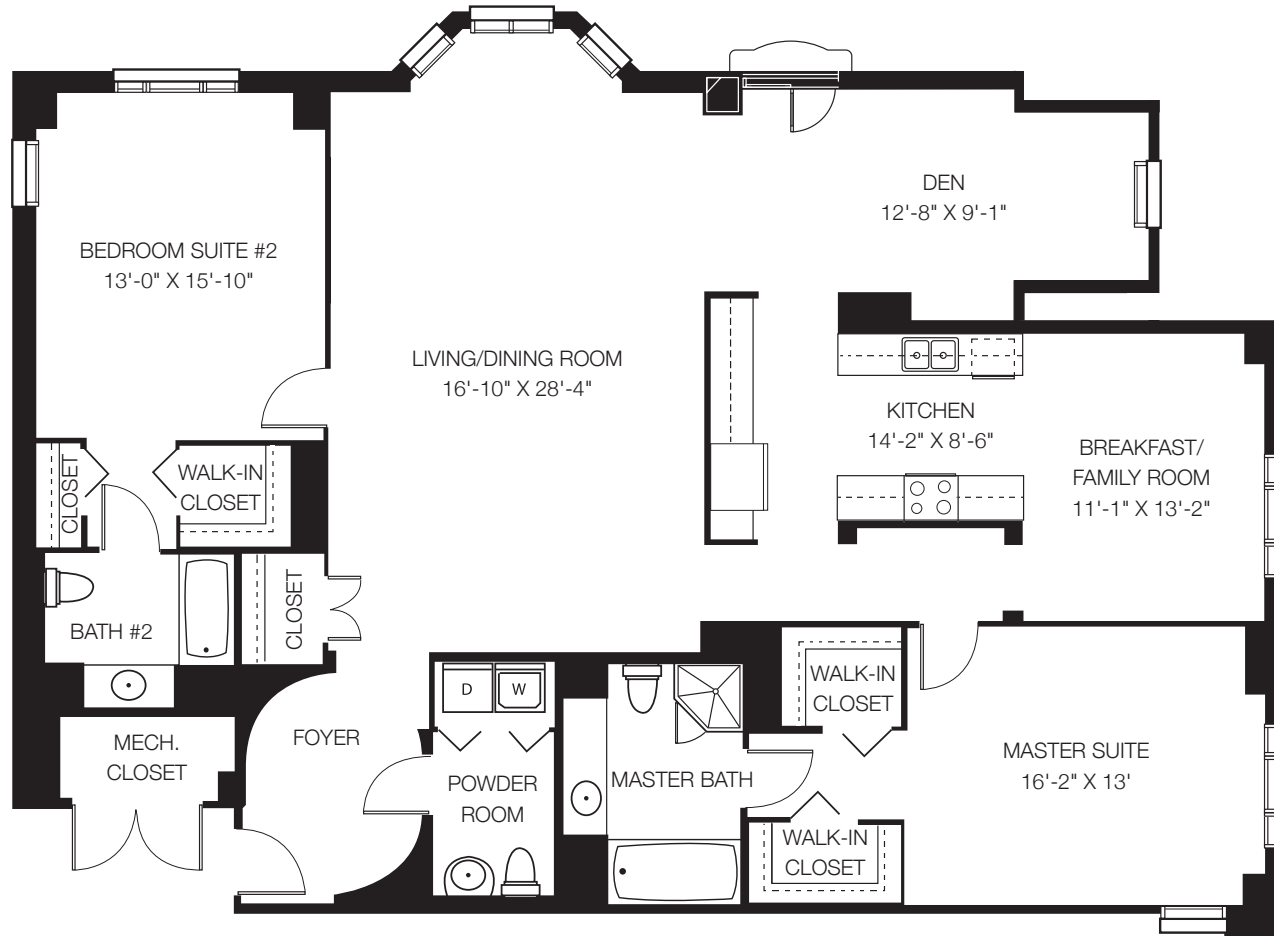 DEN
12'-8" X 9'-1"
BEDROOM SUITE #2
13'-0" X 15'-10"
LIVING/DINING ROOM
16'-10" X 28'-4"
KITCHEN
14'-2" X 8'-6"
BREAKFAST/
FAMILY ROOM
11'-1" X 13'-2"
CLOSET
WALK-IN
CLOSET
BATH #2
CLOSET
D
W
WALK-IN
CLOSET
MECH.
CLOSET
FOYER
POWDER
ROOM
MASTER BATH
MASTER SUITE
16'-2" X 13'
WALK-IN
CLOSET